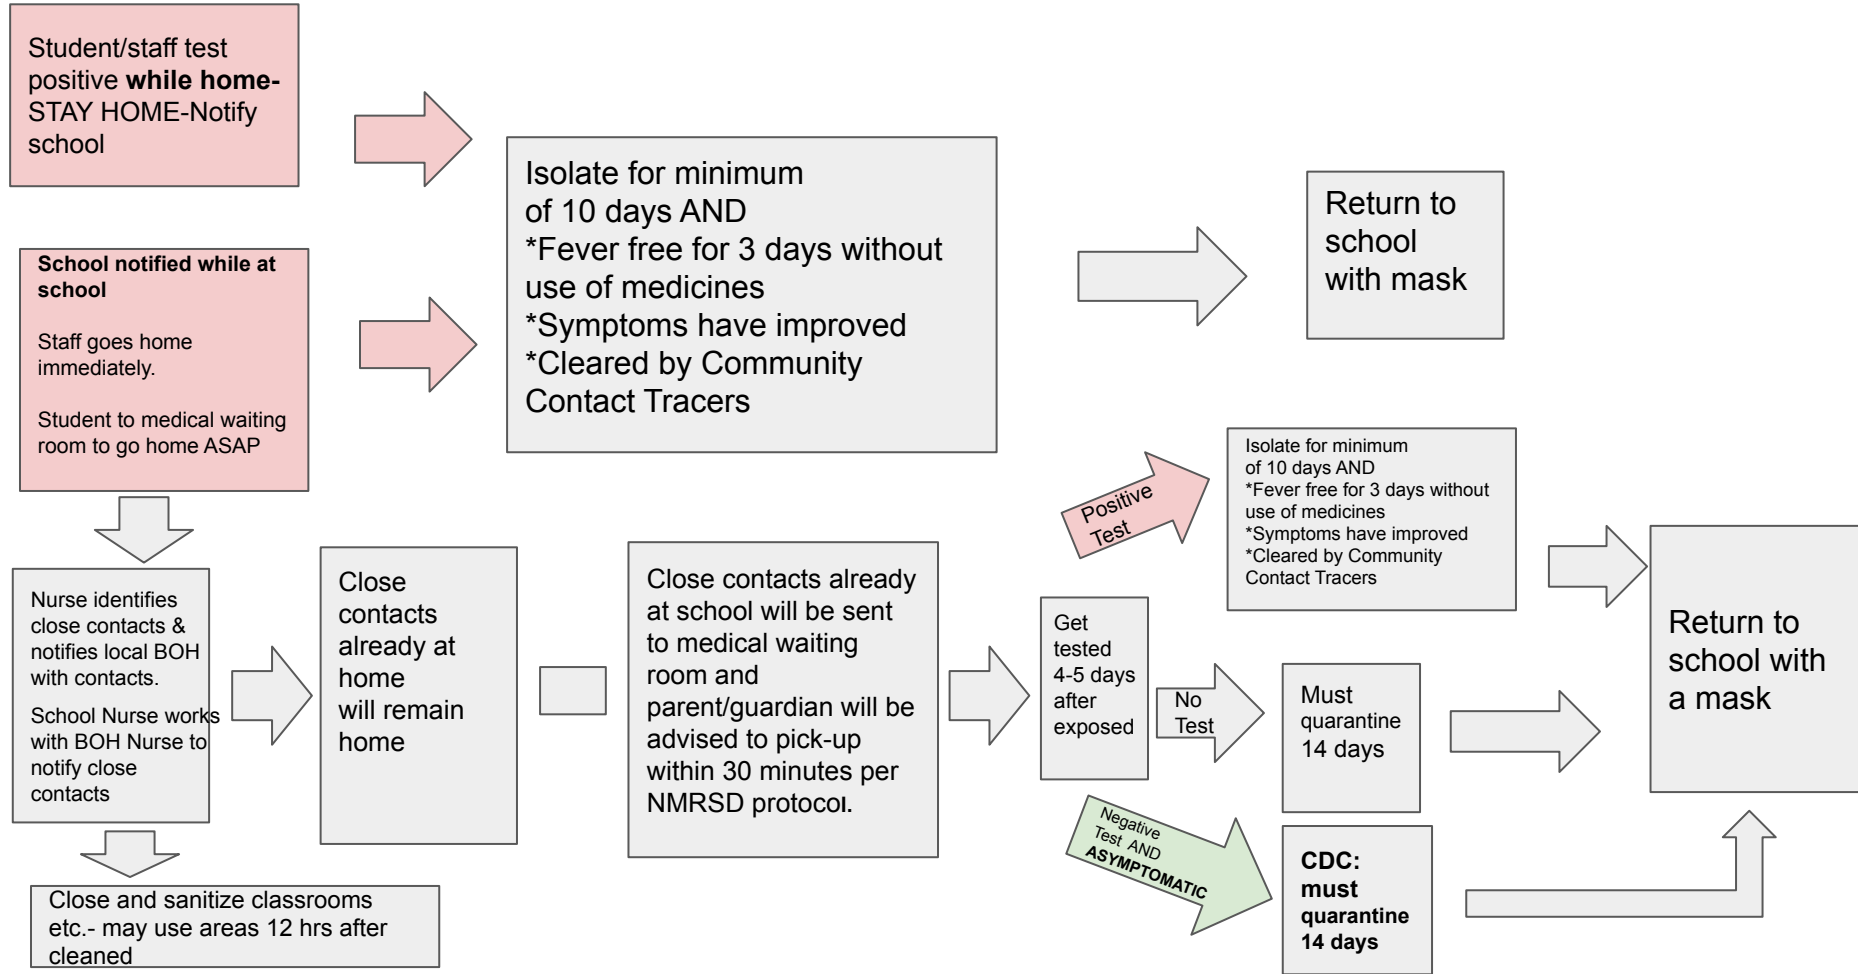 Student/staff test
positive while home-
STAY HOME-Notify
school
Isolate for minimum
of 10 days AND
*Fever free for 3 days without
use of medicines
*Symptoms have improved
*Cleared by Community
Contact Tracers
Return to
school
with mask
School notified while at
school
Staff goes home
immediately.
Student to medical waiting
room to go home ASAP
Nurse identifies
close contacts &
notifies local BOH
with contacts.
School Nurse works
with BOH Nurse to
notify close
contacts
Close
contacts
already at
home
will remain
home
Close contacts already
at school will be sent
to medical waiting
room and
parent/guardian will be
advised to pick-up
within 30 minutes per
NMRSD protocol.
Get
tested
4-5 days
after
exposed
Positive
Test
Isolate for minimum
of 10 days AND
*Fever free for 3 days without
use of medicines
*Symptoms have improved
*Cleared by Community
Contact Tracers
No
Test
Must
quarantine
14 days
Negative
Test AND
ASYMPTOMATIC
CDC:
must
quarantine
14 days
Return to
school with
a mask
Close and sanitize classrooms
etc.- may use areas 12 hrs after
cleaned